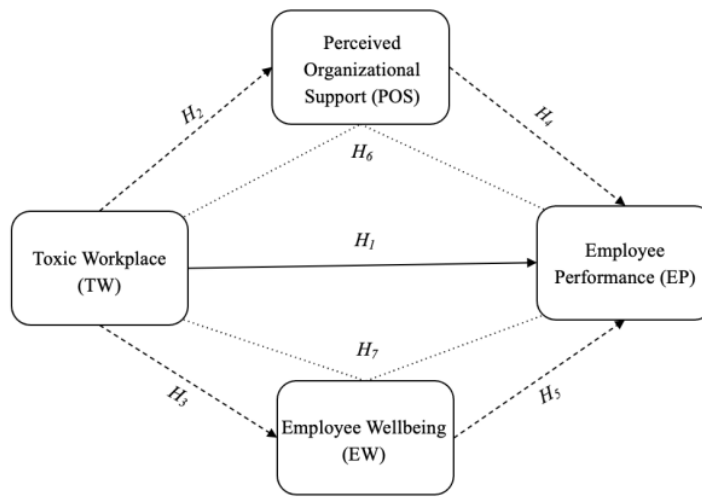 Perceived
Organizational
Support (POS)
H2
H4
H6
Toxic Workplace
(TW)
H1
Employee
Performance (EP)
H7
H3
H5
Employee Wellbeing
(EW)